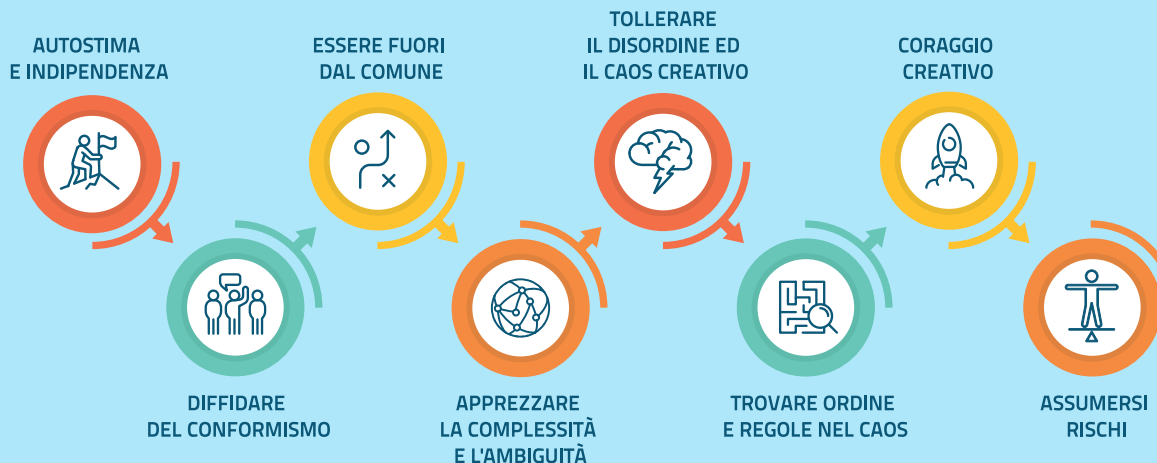 AUTOSTIMA
E INDIPENDENZA
DIFFIDARE
DEL CONFORMISMO
ESSERE FUORI
DAL COMUNE
APPREZZARE
LA COMPLESSITÀ
E L'AMBIGUITÀ
TOLLERARE
IL DISORDINE ED
IL CAOS CREATIVO
TROVARE ORDINE
E REGOLE NEL CAOS
CORAGGIO
CREATIVO
ASSUMERSI
RISCHI